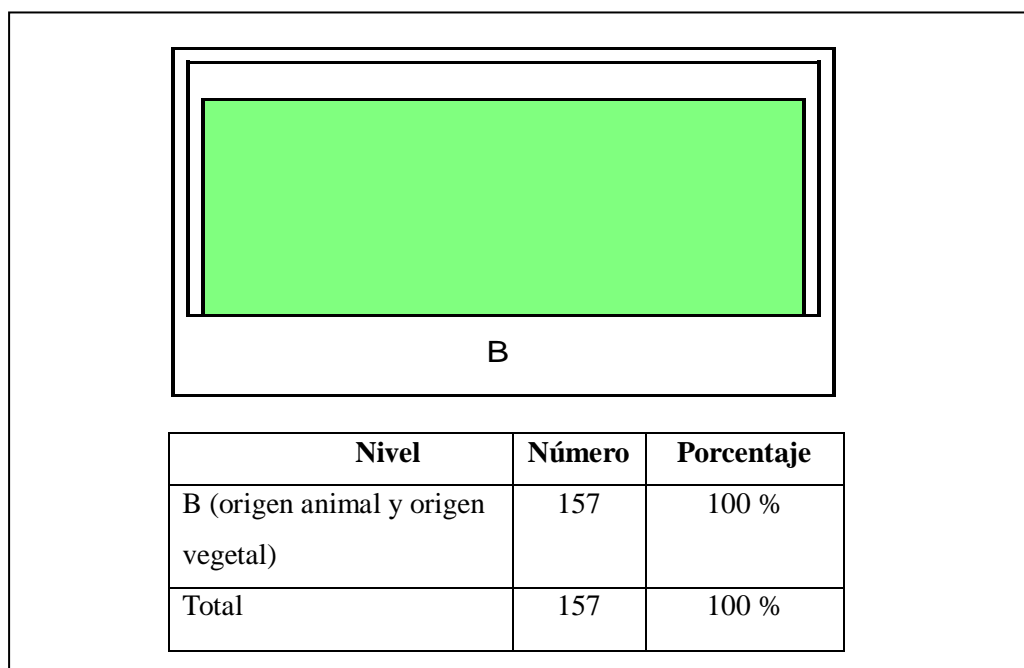 B
Nivel Número Porcentaje
B (origen animal y origen 157 100 %
vegetal)
Total 157 100 %